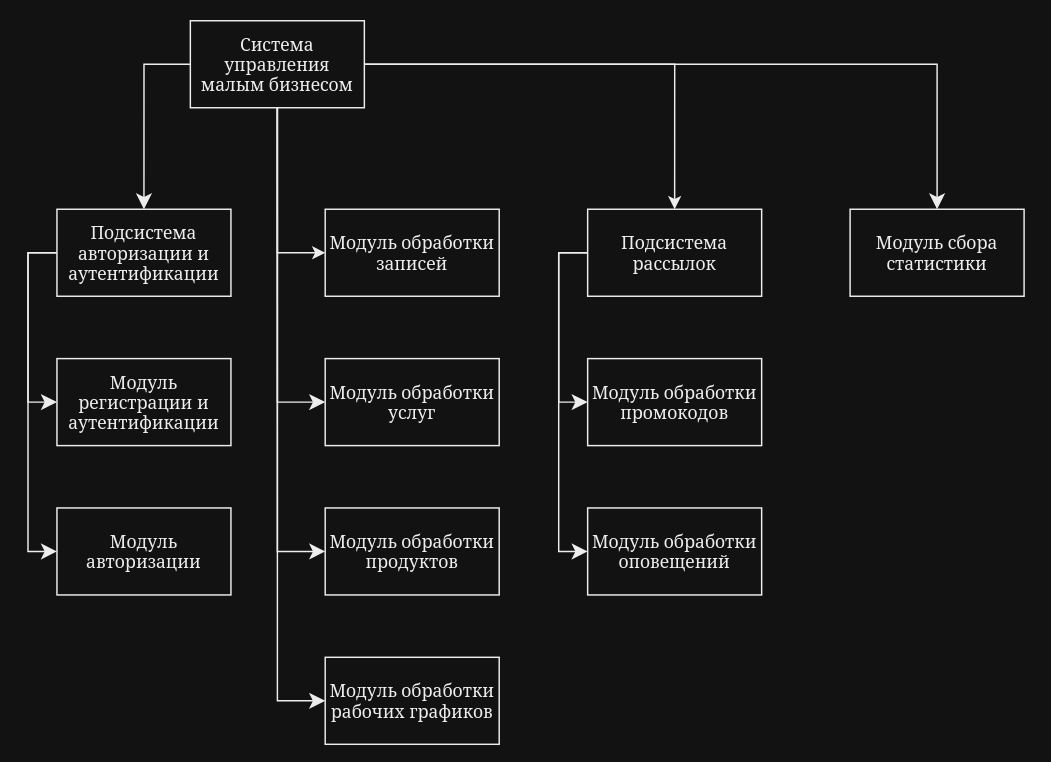 Система
управления
малым бизнесом
Подсистема
авторизации и
аутентификации
Модуль обработки
записей
Подсистема
рассылок
Модуль сбора
статистики
Модуль
регистрации и
аутентификации
Модуль обработки
услуг
Модуль обработки
промокодов
Модуль
авторизации
Модуль обработки
продуктов
Модуль обработки
оповещений
Модуль обработки
рабочих графиков